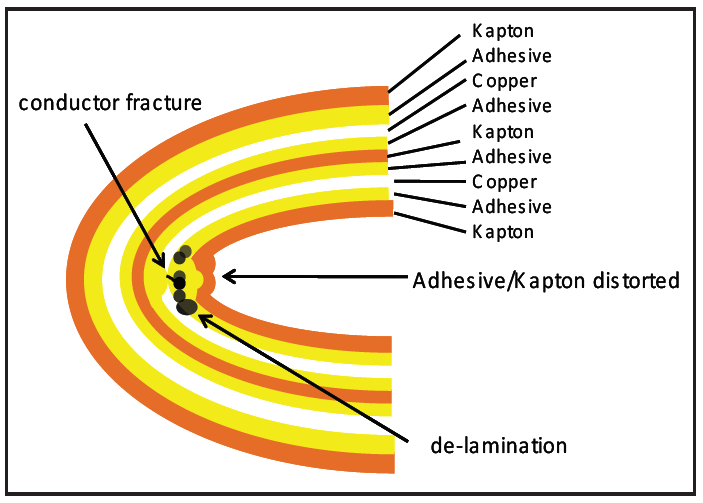 Kapton
Adhesive
Copper
Adhesive
Kapton
Adhesive
Copper
Adhesive
Kapton
conductor fracture
Adhesive/Kapton distorted
de-lamination